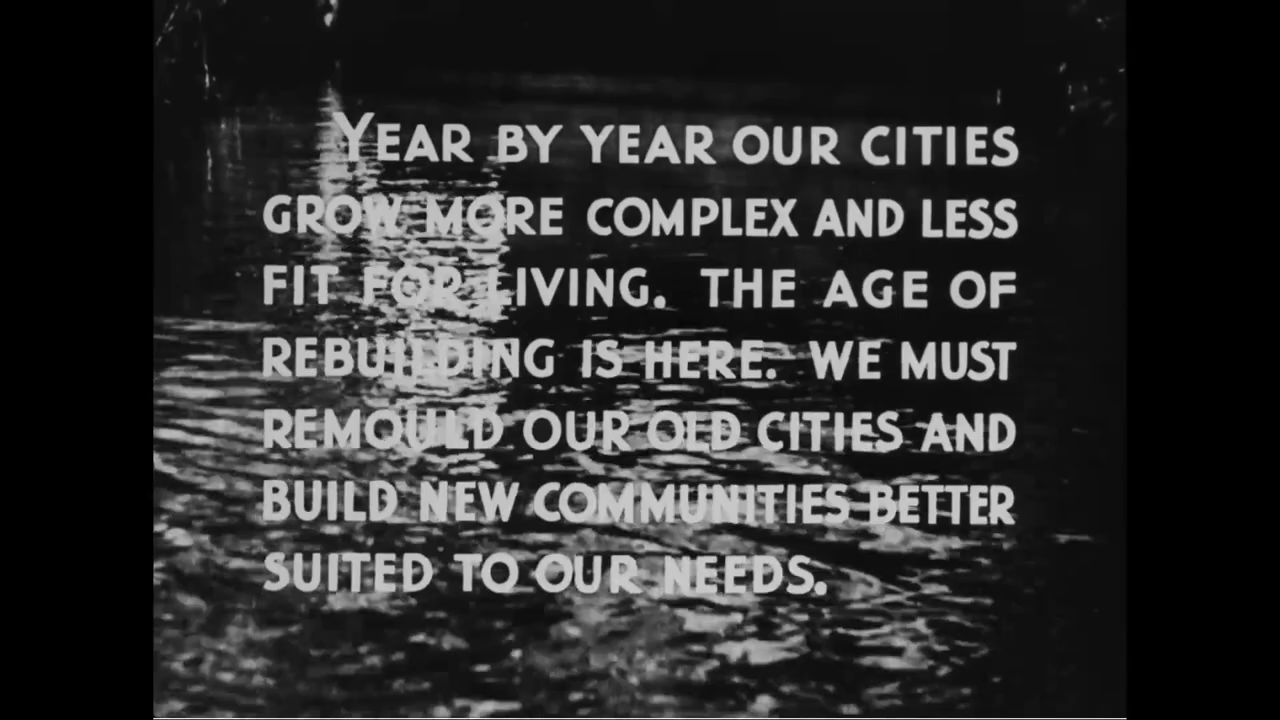 YEAR BY YEAR OUR CITIES
GROW MORE COMPLEX AND LESS
FIT FOR LIVING. THE AGE OF
REBUILDING IS HERE. WE MUST
REMOULD OUR OLD CITIES AND
BUILD NEW COMMUNITIES BETTER
SUITED TO OUR NEEDS.